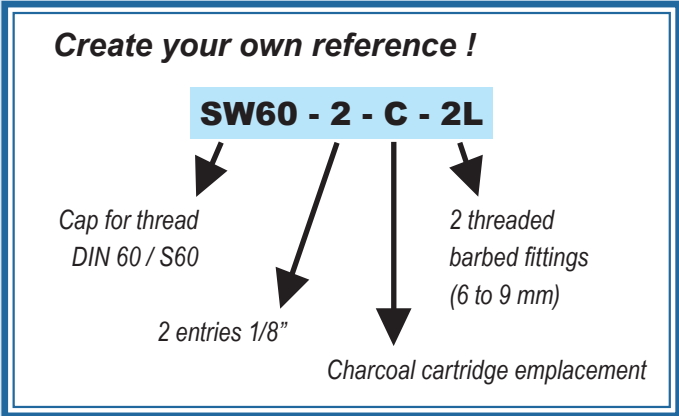 Create your own reference !
SW60 - 2 - C - 2L
Cap for thread
DIN 60 / S60
2 threaded
barbed fittings
(6 to 9 mm)
2 entries 1/8”
Charcoal cartridge emplacement